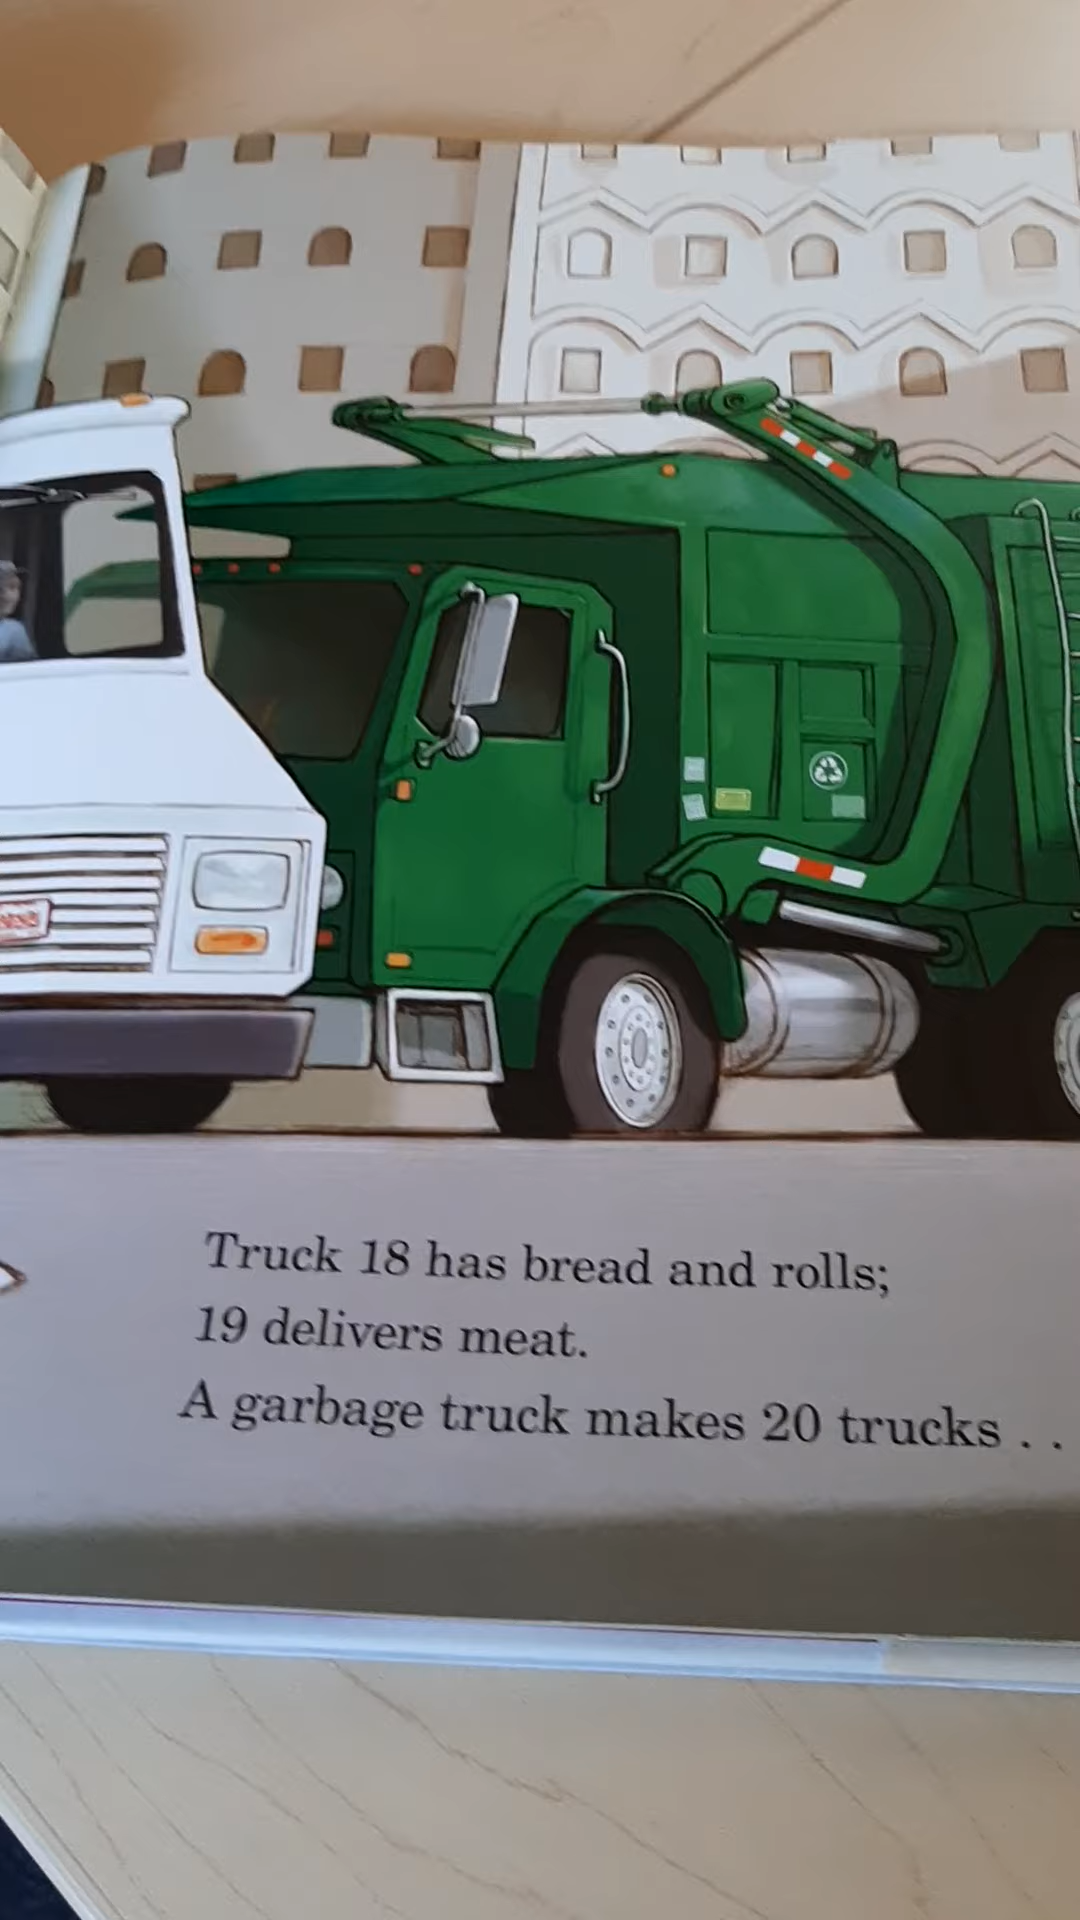 Truck 18 has bread and rolls;
19 delivers meat.
A garbage truck makes 20 trucks . .